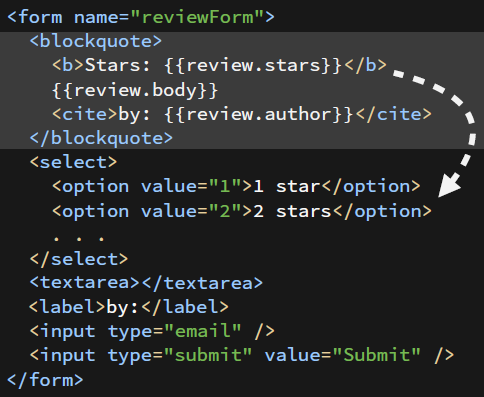 <form name="reviewForm">
  <blockquote>
    <b>Stars: {{review.stars}}</b>
    {{review.body}}
    <cite>by: {{review.author}}</cite>
  </blockquote>
  <select>
    <option value="1">1 star</option>
    <option value="2">2 stars</option>
    . . .
  </select>
  <textarea></textarea>
  <label>by:</label>
  <input type="email" />
  <input type="submit" value="Submit" />
</form>